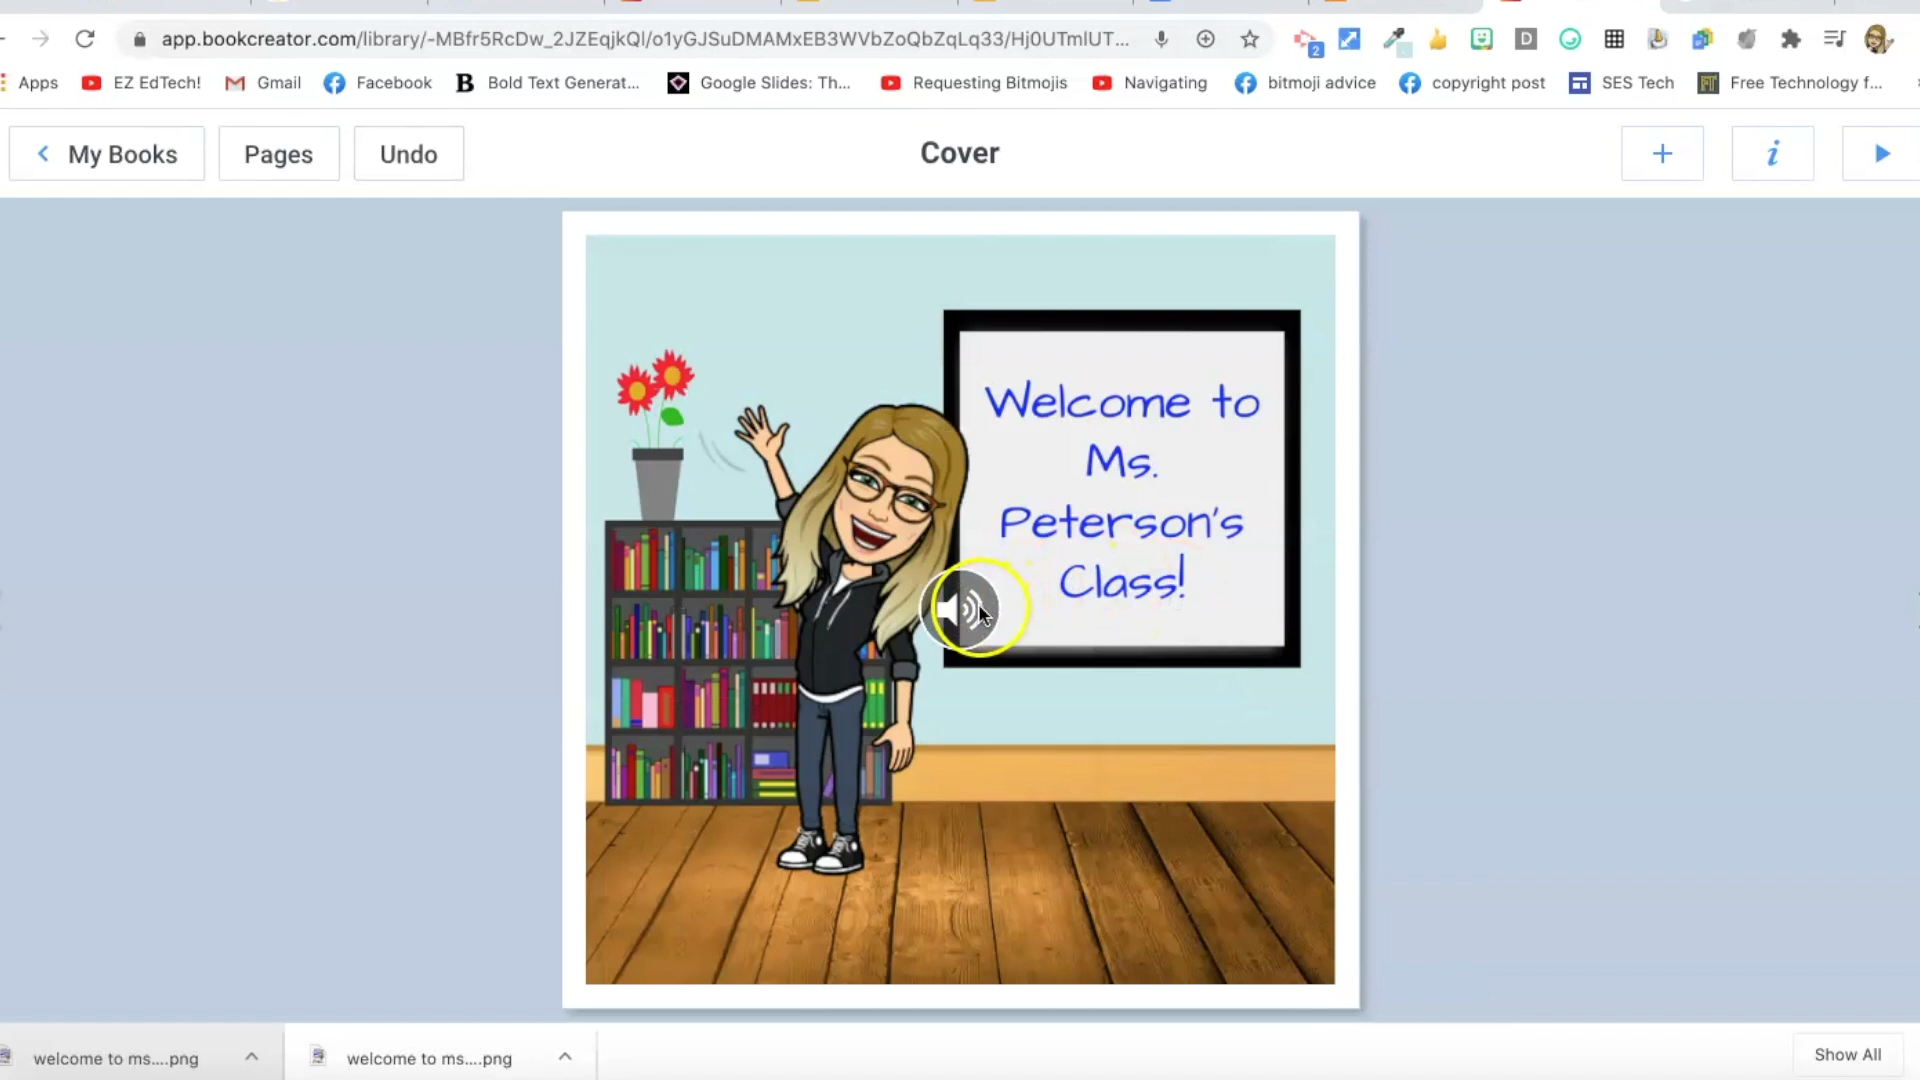 app.bookcreator.com/library/-MBfr5RcDw_2JZEqjkQl/o1yGJSuDMAMxEB3WVbZoQbZqLq33/Hj0UTmlUT...
2
D
Apps
EZ EdTech!
Gmail
Facebook
B
Bold Text Generat...
Google Slides: Th...
Requesting Bitmojis
Navigating
bitmoji advice
copyright post
SES Tech
Free Technology f...
My Books
Pages
Undo
Cover
i
Welcome to
Ms.
Peterson's
Class!
welcome to ms....png
welcome to ms....png
Show All